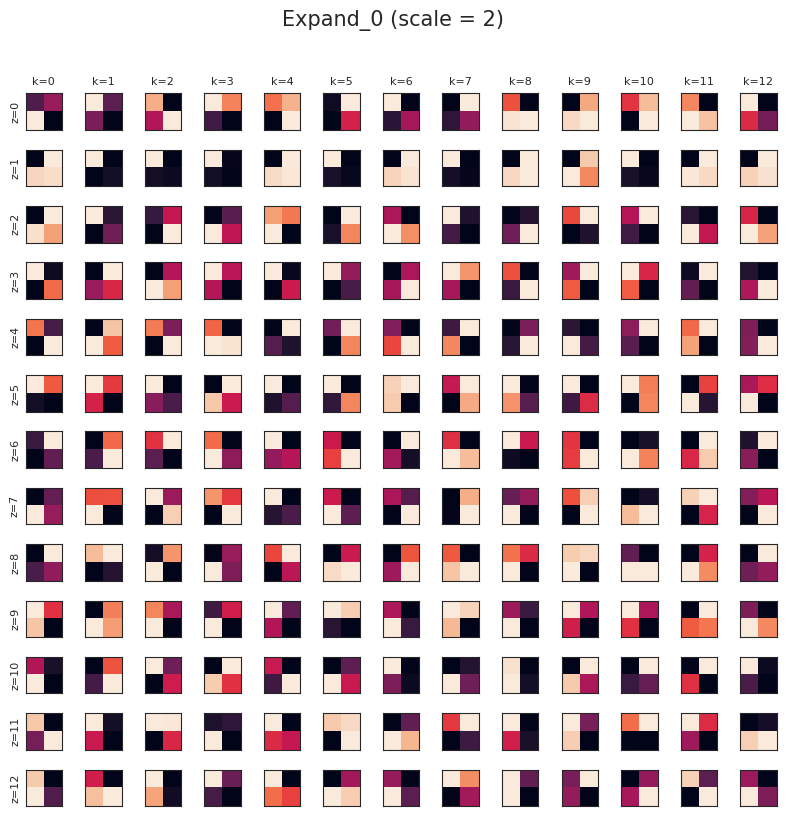 Expand_0 (scale = 2)
k=0 k=1 k=2 k=3 k=4 k=5 k=6 k=7 k=8 k=9 k=10 k=11 k=12
z=0
z=1
z=2
z=3
z=4
z=5
z=6
z=7
z=8
z=9
z=10
z=11
z=12